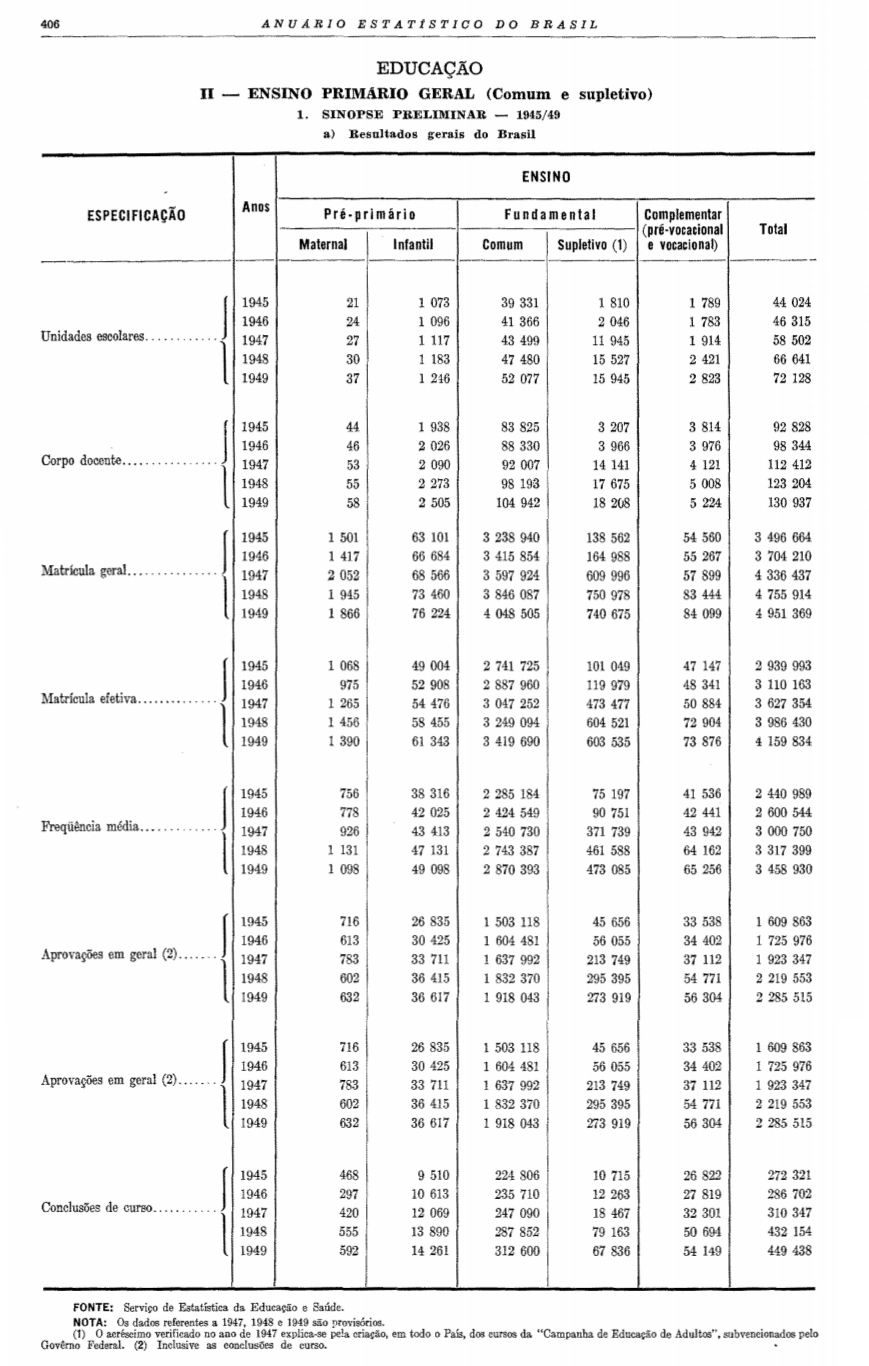 406 ANUÁRIO ESTATÍSTICO DO BRASIL
EDUCAÇÃO
II — ENSINO PRIMÁRIO GERAL (Comum e supletivo)
1. SINOPSE PRELIMINAR — 1945/49
a) Resultados gerais do Brasil
ESPECIFICAÇÃO Anos ENSINO
Pré-primário Fundamental Complementar (pré-vocacional e vocacional) Total
Maternal Infantil Comum Supletivo (1)
Unidades escolares............
1945 21 1 073 39 331 1 810 1 789 44 024
1946 24 1 096 41 366 2 046 1 783 46 315
1947 27 1 117 43 499 11 945 1 914 58 502
1948 30 1 183 47 480 15 527 2 421 66 641
1949 37 1 246 52 077 15 945 2 823 72 128
Corpo docente................
1945 44 1 938 83 825 3 207 3 814 92 828
1946 46 2 026 88 330 3 966 3 976 98 344
1947 53 2 090 92 007 14 141 4 121 112 412
1948 55 2 273 98 193 17 675 5 008 123 204
1949 58 2 505 104 942 18 208 5 224 130 937
Matrícula geral...............
1945 1 501 63 101 3 238 940 138 562 54 560 3 496 664
1946 1 417 66 684 3 415 854 164 988 55 267 3 704 210
1947 2 052 68 566 3 597 924 609 996 57 899 4 336 437
1948 1 945 73 460 3 846 087 750 978 83 444 4 755 914
1949 1 866 76 224 4 048 505 740 675 84 099 4 951 369
Matrícula efetiva..............
1945 1 068 49 004 2 741 725 101 049 47 147 2 939 993
1946 975 52 908 2 887 960 119 979 48 341 3 110 163
1947 1 265 54 476 3 047 252 473 477 50 884 3 627 354
1948 1 456 58 455 3 249 094 604 521 72 904 3 986 430
1949 1 390 61 343 3 419 690 603 535 73 876 4 159 834
Freqüência média.............
1945 756 38 316 2 285 184 75 197 41 536 2 440 989
1946 778 42 025 2 424 549 90 751 42 441 2 600 544
1947 926 43 413 2 540 730 371 739 43 942 3 000 750
1948 1 131 47 131 2 743 387 461 588 64 162 3 317 399
1949 1 098 49 098 2 870 393 473 085 65 256 3 458 930
Aprovações em geral (2).......
1945 716 26 835 1 503 118 45 656 33 538 1 609 863
1946 613 30 425 1 604 481 56 055 34 402 1 725 976
1947 783 33 711 1 637 992 213 749 37 112 1 923 347
1948 602 36 415 1 832 370 295 395 54 771 2 219 553
1949 632 36 617 1 918 043 273 919 56 304 2 285 515
Aprovações em geral (2).......
1945 716 26 835 1 503 118 45 656 33 538 1 609 863
1946 613 30 425 1 604 481 56 055 34 402 1 725 976
1947 783 33 711 1 637 992 213 749 37 112 1 923 347
1948 602 36 415 1 832 370 295 395 54 771 2 219 553
1949 632 36 617 1 918 043 273 919 56 304 2 285 515
Conclusões de curso...........
1945 468 9 510 224 806 10 715 26 822 272 321
1946 297 10 613 235 710 12 263 27 819 286 702
1947 420 12 069 247 090 18 467 32 301 310 347
1948 555 13 890 287 852 79 163 50 694 432 154
1949 592 14 261 312 600 67 836 54 149 449 438
FONTE: Serviço de Estatística da Educação e Saúde.
NOTA: Os dados referentes a 1947, 1948 e 1949 são provisórios.
(1) O acréscimo verificado no ano de 1947 explica-se pela criação, em todo o País, dos cursos da "Campanha de Educação de Adultos", subvencionados pelo
Govêrno Federal. (2) Inclusive as conclusões de curso.